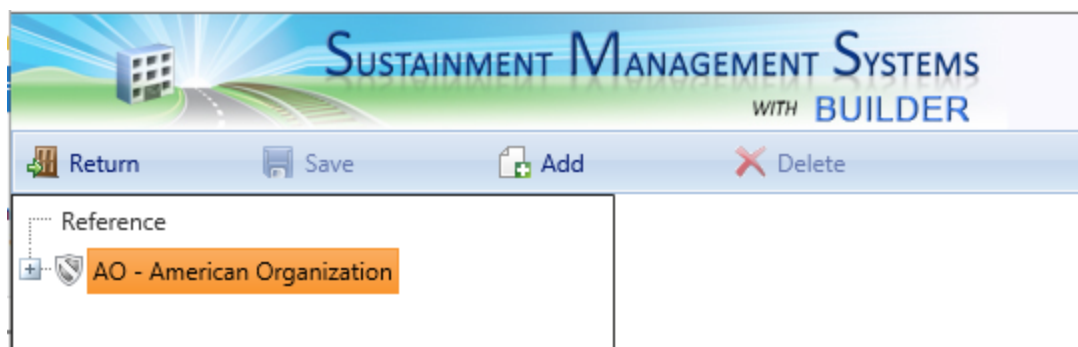 SUSTAINMENT MANAGEMENT SYSTEMS
WITH BUILDER
Return Save Add Delete
Reference
AO - American Organization